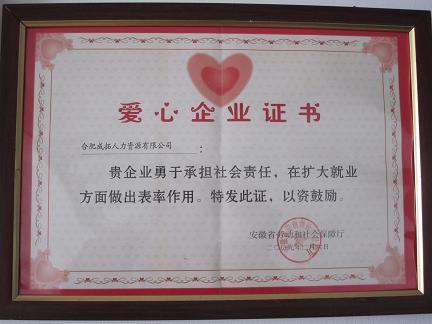 爱心企业证书
合肥成拓人力资源有限公司：
贵企业勇于承担社会责任，在扩大就业
方面做出表率作用。特发此证，以资鼓励。
安徽省劳动和社会保障厅